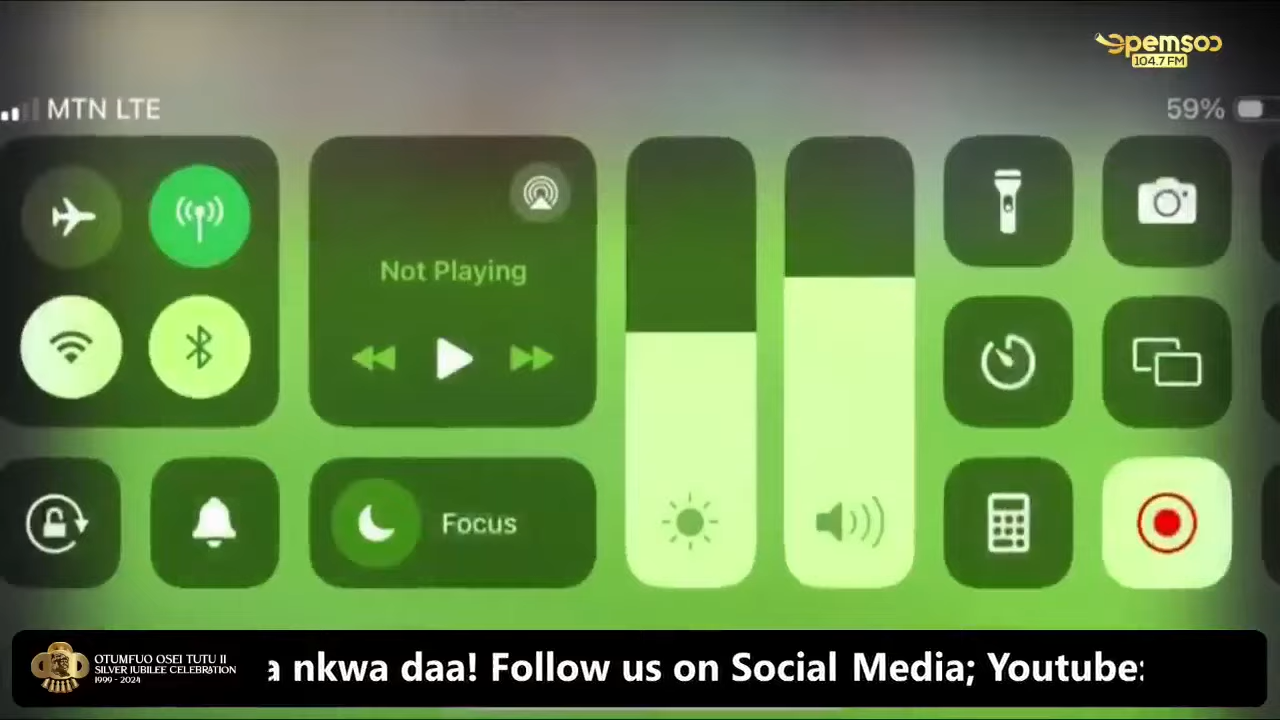 Opemsoɔ
104.7 FM
MTN LTE
59%
Not Playing
Focus
OTUMFUO OSEI TUTU II
SILVER JUBILEE CELEBRATION
1999 - 2024
a nkwa daa! Follow us on Social Media; Youtube: